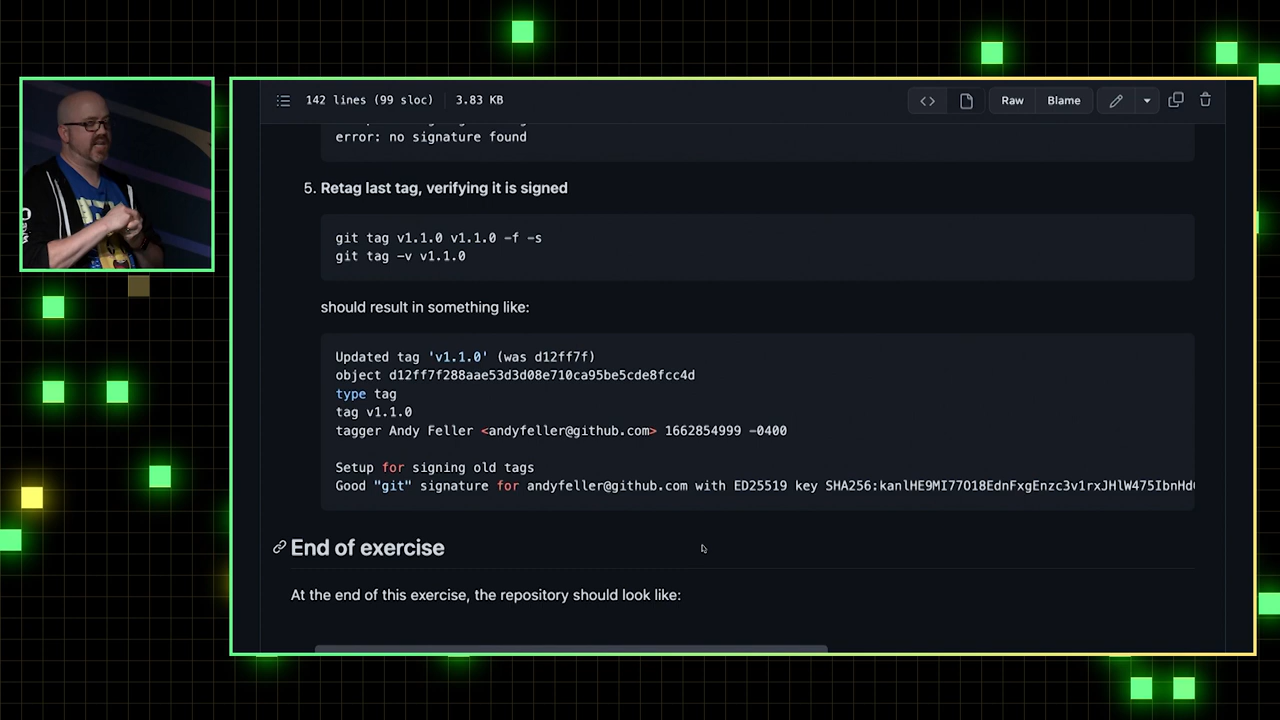 142 lines (99 sloc) 3.83 KB
Raw Blame
error: no signature found
5. Retag last tag, verifying it is signed
git tag v1.1.0 v1.1.0 -f -s
git tag -v v1.1.0
should result in something like:
Updated tag 'v1.1.0' (was d12ff7f)
object d12ff7f288aae53d3d08e710ca95be5cde8fcc4d
type tag
tag v1.1.0
tagger Andy Feller <andyfeller@github.com> 1662854999 -0400
Setup for signing old tags
Good "git" signature for andyfeller@github.com with ED25519 key
End of exercise
At the end of this exercise, the repository should look like: